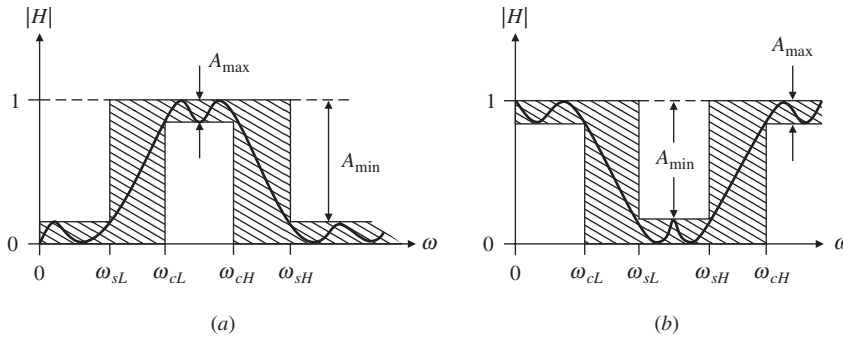 |H|
A_max
1
A_min
0
0 ω_sL ω_cL ω_cH ω_sH ω
(a)
|H|
A_max
1
A_min
0
0 ω_cL ω_sL ω_sH ω_cH ω
(b)